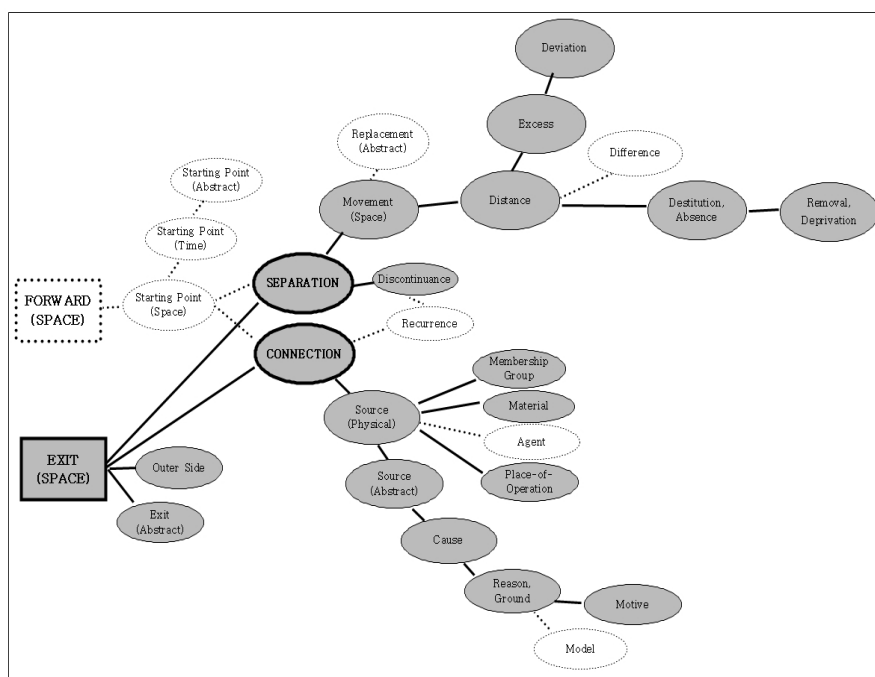 Deviation
Excess
Replacement
(Abstract)
Difference
Starting Point
(Abstract)
Movement
(Space)
Distance
Destitution,
Absence
Removal,
Deprivation
Starting Point
(Time)
SEPARATION
Discontinuance
FORWARD
(SPACE)
Starting Point
(Space)
Recurrence
CONNECTION
Membership
Group
Material
Source
(Physical)
Agent
EXIT
(SPACE)
Outer Side
Source
(Abstract)
Place-of-
Operation
Exit
(Abstract)
Cause
Reason,
Ground
Motive
Model